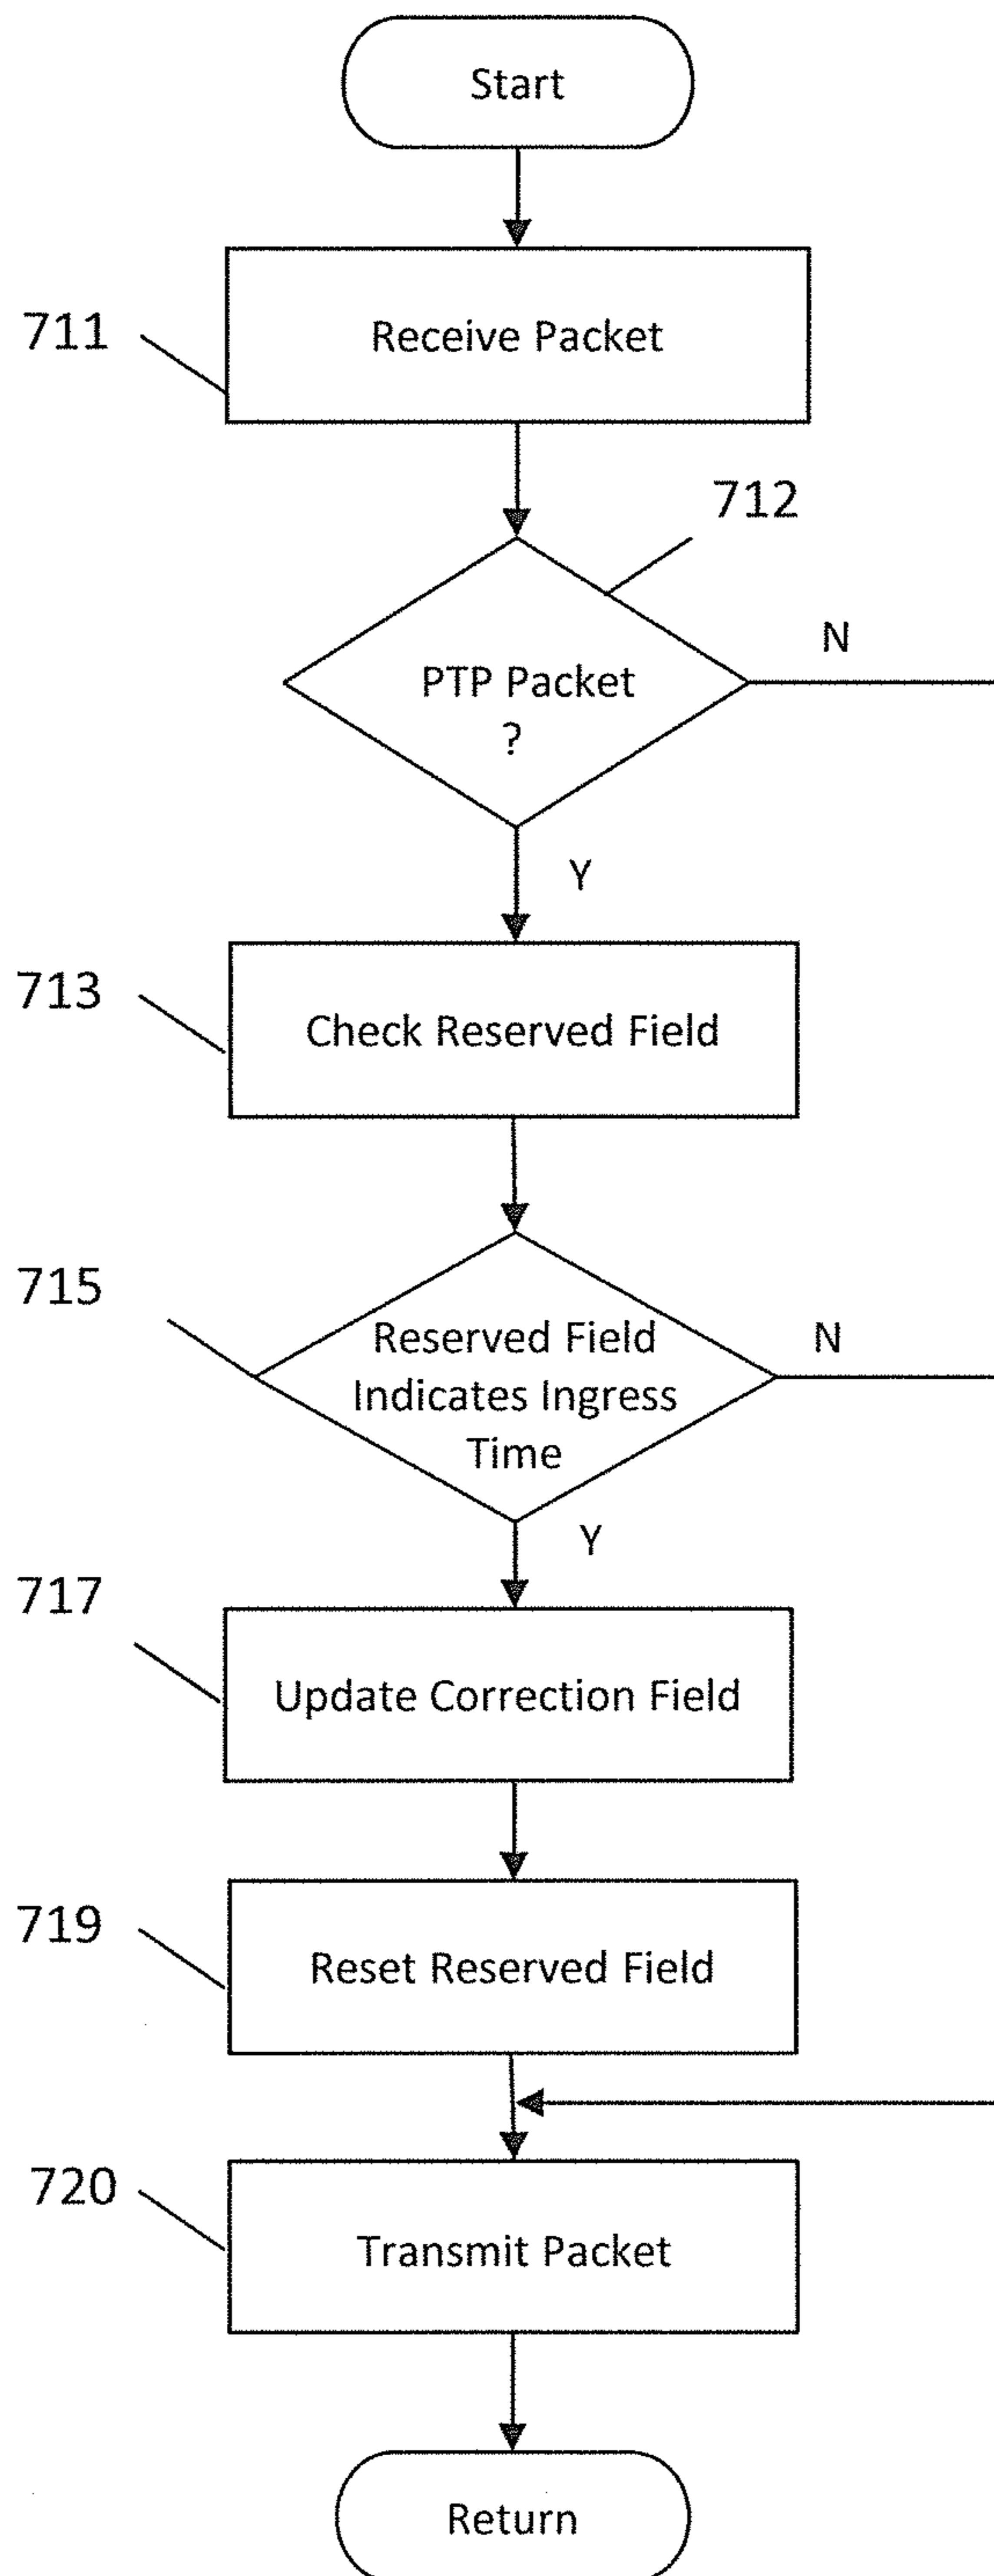 Start
711
Receive Packet
712
PTP Packet
?
N
Y
713
Check Reserved Field
715
Reserved Field
Indicates Ingress
Time
N
Y
717
Update Correction Field
719
Reset Reserved Field
720
Transmit Packet
Return